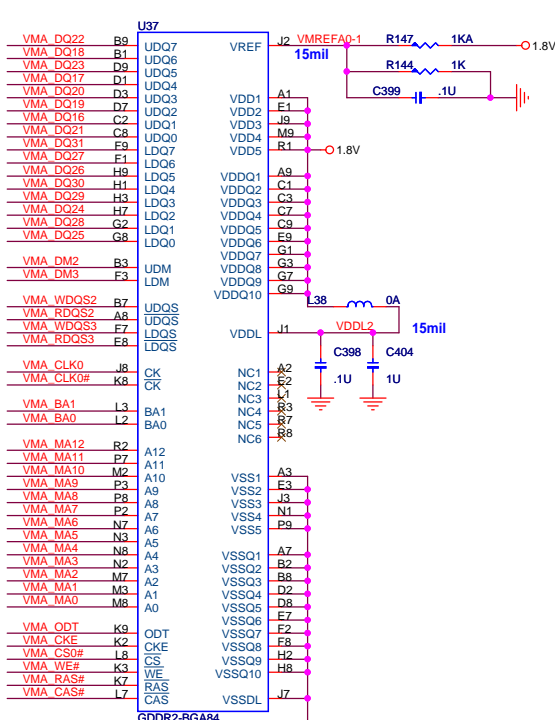 U37
VMA_DQ22 B9 UDQ7 VREF J2 VMREFA0-1 R147 1KA 1.8V
VMA_DQ18 B1 UDQ6 15mil
VMA_DQ23 D9 UDQ5 R144 1K
VMA_DQ17 D1 UDQ4
VMA_DQ20 D3 UDQ3 VDD1 A1 C399 .1U
VMA_DQ19 D7 UDQ2 VDD2 E1
VMA_DQ16 C2 UDQ1 VDD3 J9
VMA_DQ21 C8 UDQ0 VDD4 M9
VMA_DQ31 F9 LDQ7 VDD5 R1 1.8V
VMA_DQ27 F1 LDQ6
VMA_DQ26 H9 LDQ5 VDDQ1 A9
VMA_DQ30 H1 LDQ4 VDDQ2 C1
VMA_DQ29 H3 LDQ3 VDDQ3 C3
VMA_DQ24 H7 LDQ2 VDDQ4 C7
VMA_DQ28 G2 LDQ1 VDDQ5 C9
VMA_DQ25 G8 LDQ0 VDDQ6 E9
VDDQ7 G1
VMA_DM2 B3 UDM VDDQ8 G3
VMA_DM3 F3 LDM VDDQ9 G7
VDDQ10 G9
VMA_WDQS2 B7 UDQS L38 0A
VMA_RDQS2 A8 UDQS
VMA_WDQS3 F7 LDQS VDDL J1 VDDL2 15mil
VMA_RDQS3 E8 LDQS
C398 C404
VMA_CLK0 J8 CK NC1 A2 .1U 1U
VMA_CLK0# K8 CK NC2 E2
NC3 L1
VMA_BA1 L3 BA1 NC4 R3
VMA_BA0 L2 BA0 NC5 R7
NC6 R8
VMA_MA12 R2 A12
VMA_MA11 P7 A11
VMA_MA10 M2 A10 VSS1 A3
VMA_MA9 P3 A9 VSS2 E3
VMA_MA8 P8 A8 VSS3 J3
VMA_MA7 P2 A7 VSS4 N1
VMA_MA6 N7 A6 VSS5 P9
VMA_MA5 N3 A5
VMA_MA4 N8 A4 VSSQ1 A7
VMA_MA3 N2 A3 VSSQ2 B2
VMA_MA2 M7 A2 VSSQ3 B8
VMA_MA1 M3 A1 VSSQ4 D2
VMA_MA0 M8 A0 VSSQ5 D8
VSSQ6 E7
VMA_ODT K9 ODT VSSQ7 F2
VMA_CKE K2 CKE VSSQ8 F8
VMA_CS0# L8 CS VSSQ9 H2
VMA_WE# K3 WE VSSQ10 H8
VMA_RAS# K7 RAS
VMA_CAS# L7 CAS VSSDL J7
GDDR2-BGA84